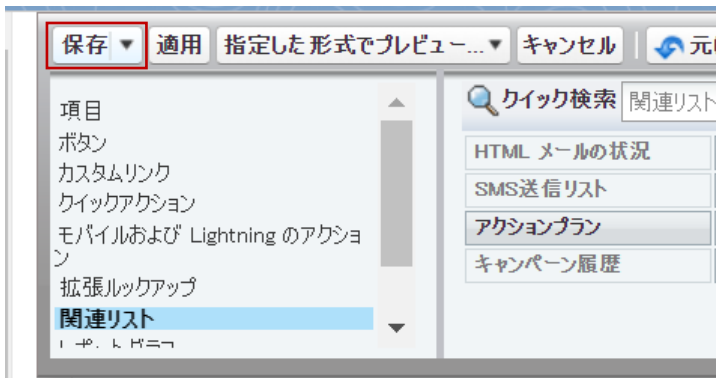 保存 ▼ 適用 指定した形式でプレビュー...▼ キャンセル 元
項目
ボタン
カスタムリンク
クイックアクション
モバイルおよび Lightning のアクショ
ン
拡張ルックアップ
関連リスト
クイック検索 関連リスト
HTML メールの状況
SMS送信リスト
アクションプラン
キャンペーン履歴